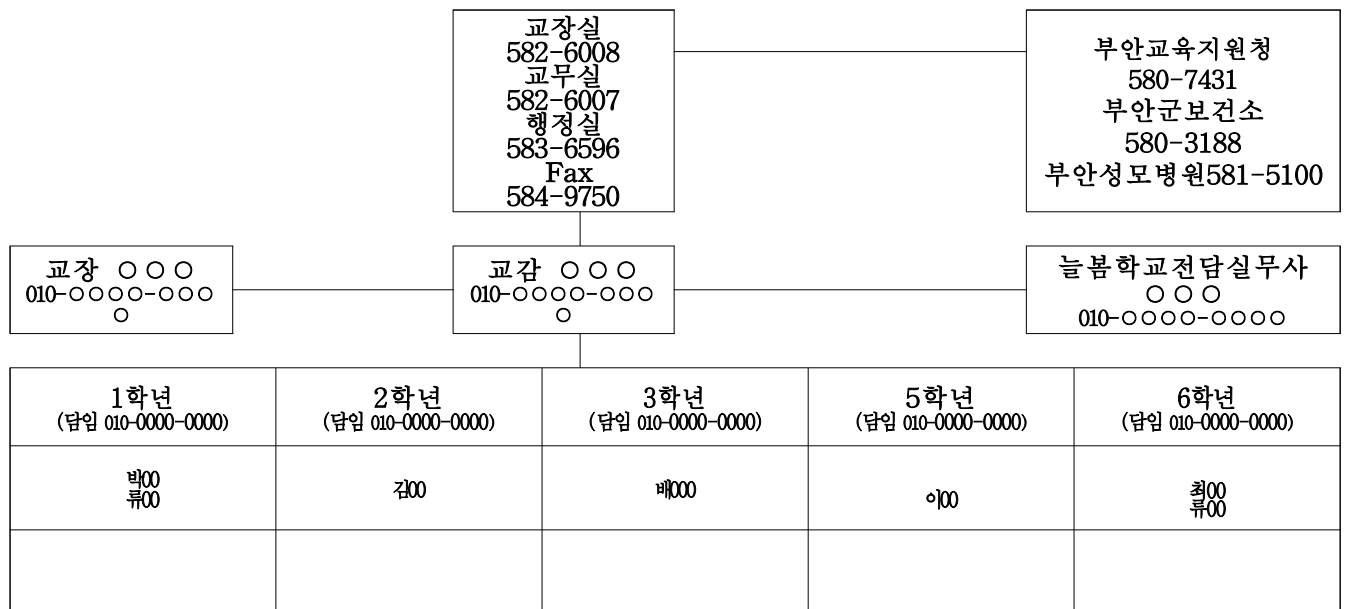 교장실
582-6008
교무실
582-6007
행정실
583-6596
Fax
584-9750
부안교육지원청
580-7431
부안군보건소
580-3188
부안성모병원581-5100
교장 ○○○
010-○○○○-○○○
○
교감 ○○○
010-○○○○-○○○
○
늘봄학교전담실무사
○○○
010-○○○○-○○○○
1학년
(담임 010-0000-0000)
2학년
(담임 010-0000-0000)
3학년
(담임 010-0000-0000)
5학년
(담임 010-0000-0000)
6학년
(담임 010-0000-0000)
박00
류00
김00
배000
이00
최00
류00